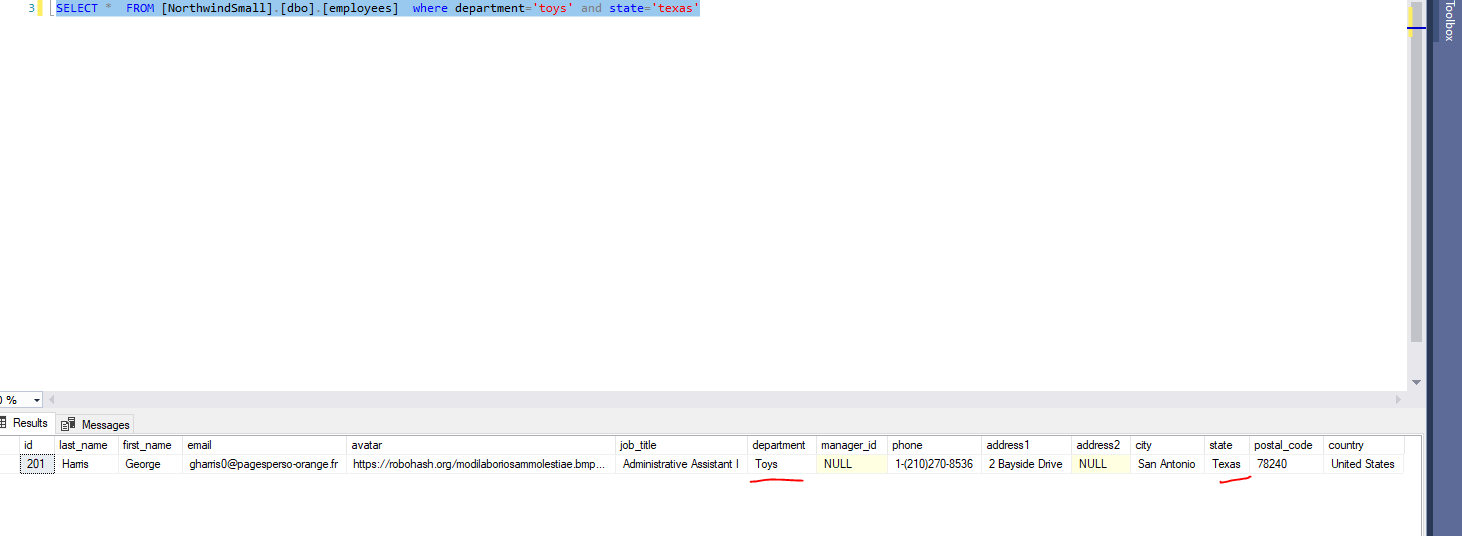 Toolbox
3 SELECT * FROM [NorthwindSmall].[dbo].[employees] where department='toys' and state='texas'
%
Results Messages
id last_name first_name email avatar job_title department manager_id phone address1 address2 city state postal_code country
201 Harris George gharris0@pagesperso-orange.fr https://robohash.org/modilaboriosammolestiae.bmp... Administrative Assistant I Toys NULL 1-(210)270-8536 2 Bayside Drive NULL San Antonio Texas 78240 United States